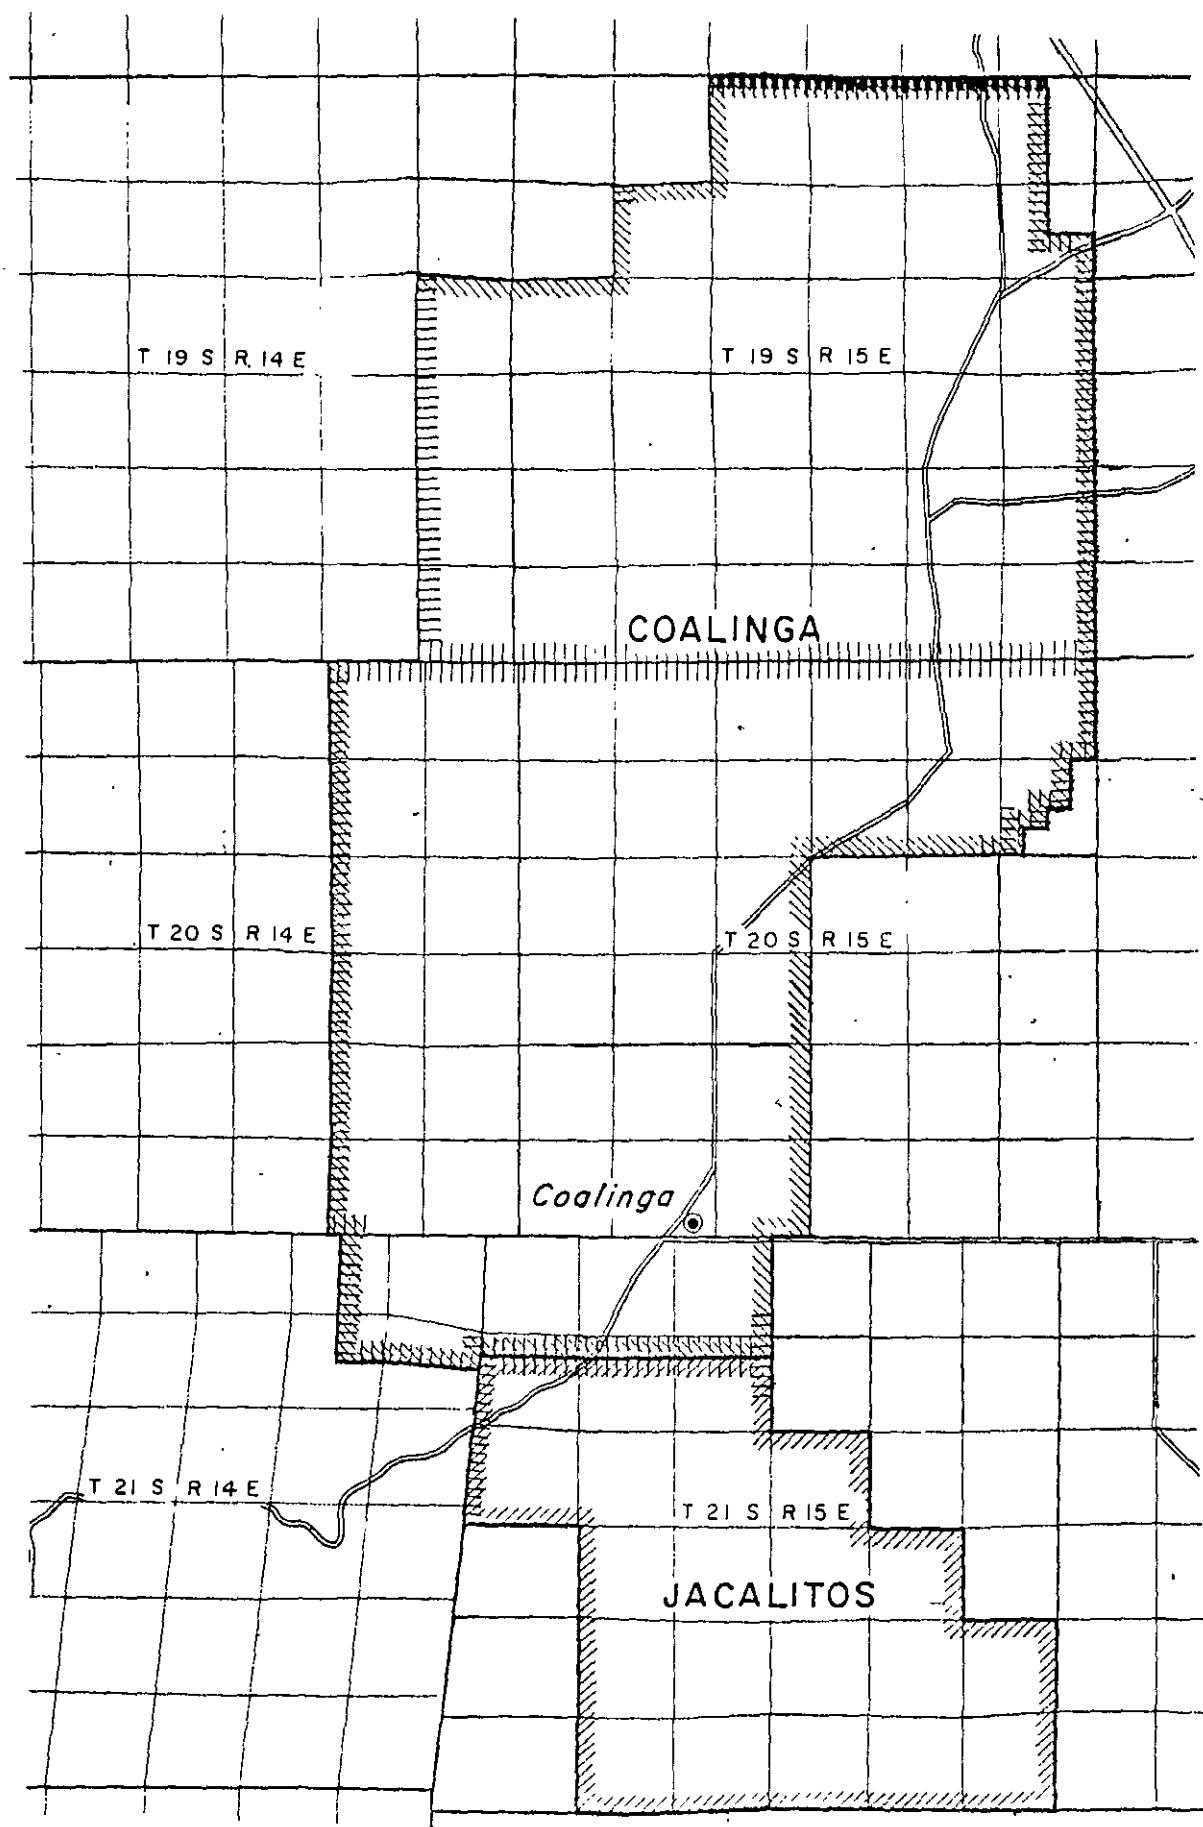 T 19 S R. 14 E
T 19 S R 15 E
COALINGA
T 20 S R 14 E
T 20 S R 15 E
Coalinga
T 21 S R 14 E
T 21 S R 15 E
JACALITOS